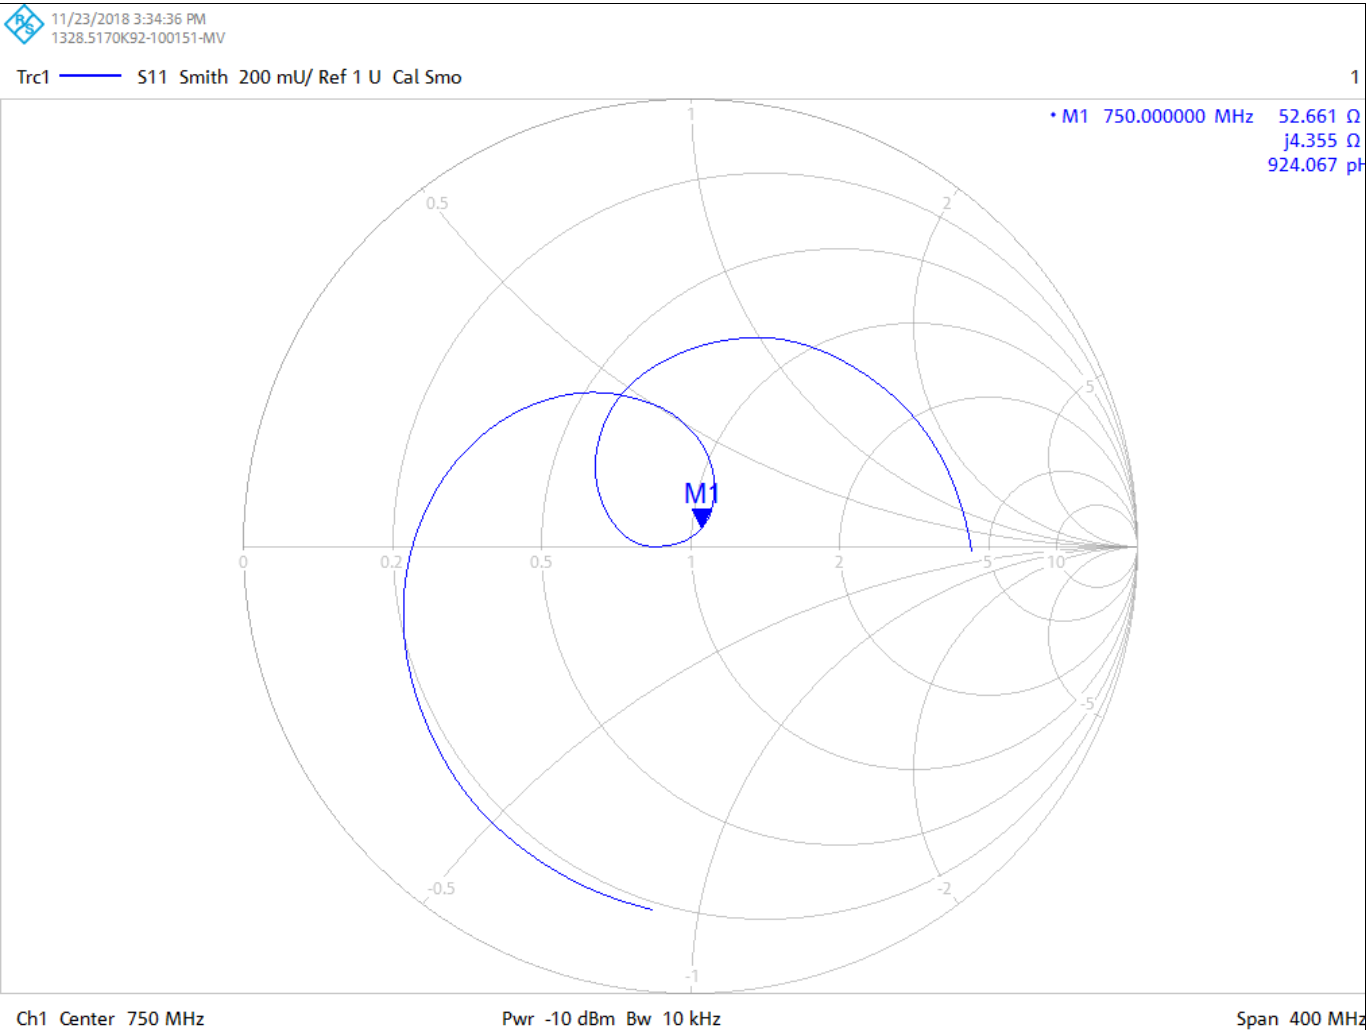 R&S
11/23/2018 3:34:36 PM
1328.5170K92-100151-MV
Trc1 S11 Smith 200 mU/ Ref 1 U Cal Smo 1
• M1 750.000000 MHz 52.661 Ω
j4.355 Ω
924.067 pH
1
0.5 2
5
M1
0 0.2 0.5 1 2 5 10
-5
-0.5 -2
-1
Ch1 Center 750 MHz Pwr -10 dBm Bw 10 kHz Span 400 MHz